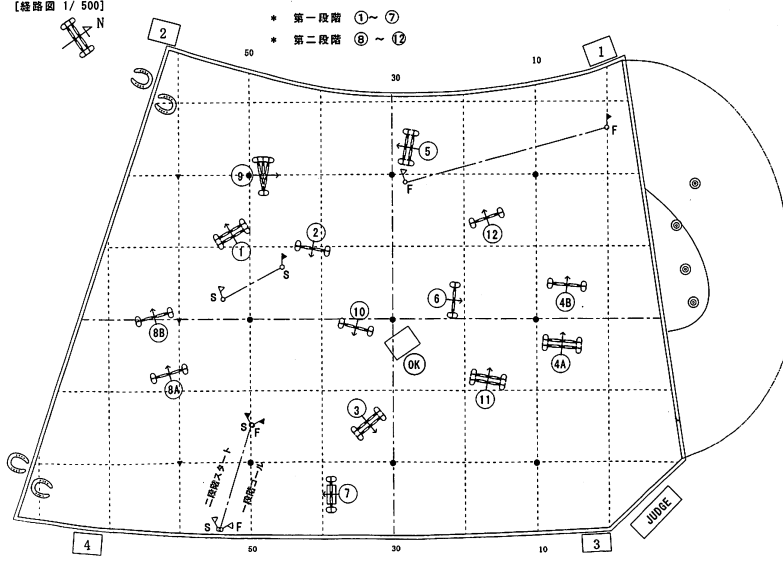 [経路図 1/ 500]
N
* 第一段階 ①～ ⑦
* 第二段階 ⑧ ～ ⑫
2
1
50
30
10
F
5
F
9
12
1
2
S
S
6
4B
8B
10
OK
4A
8A
11
3
S F
二段階スタート
一段階ゴール
7
S F
JUDGE
4
50
30
10
3